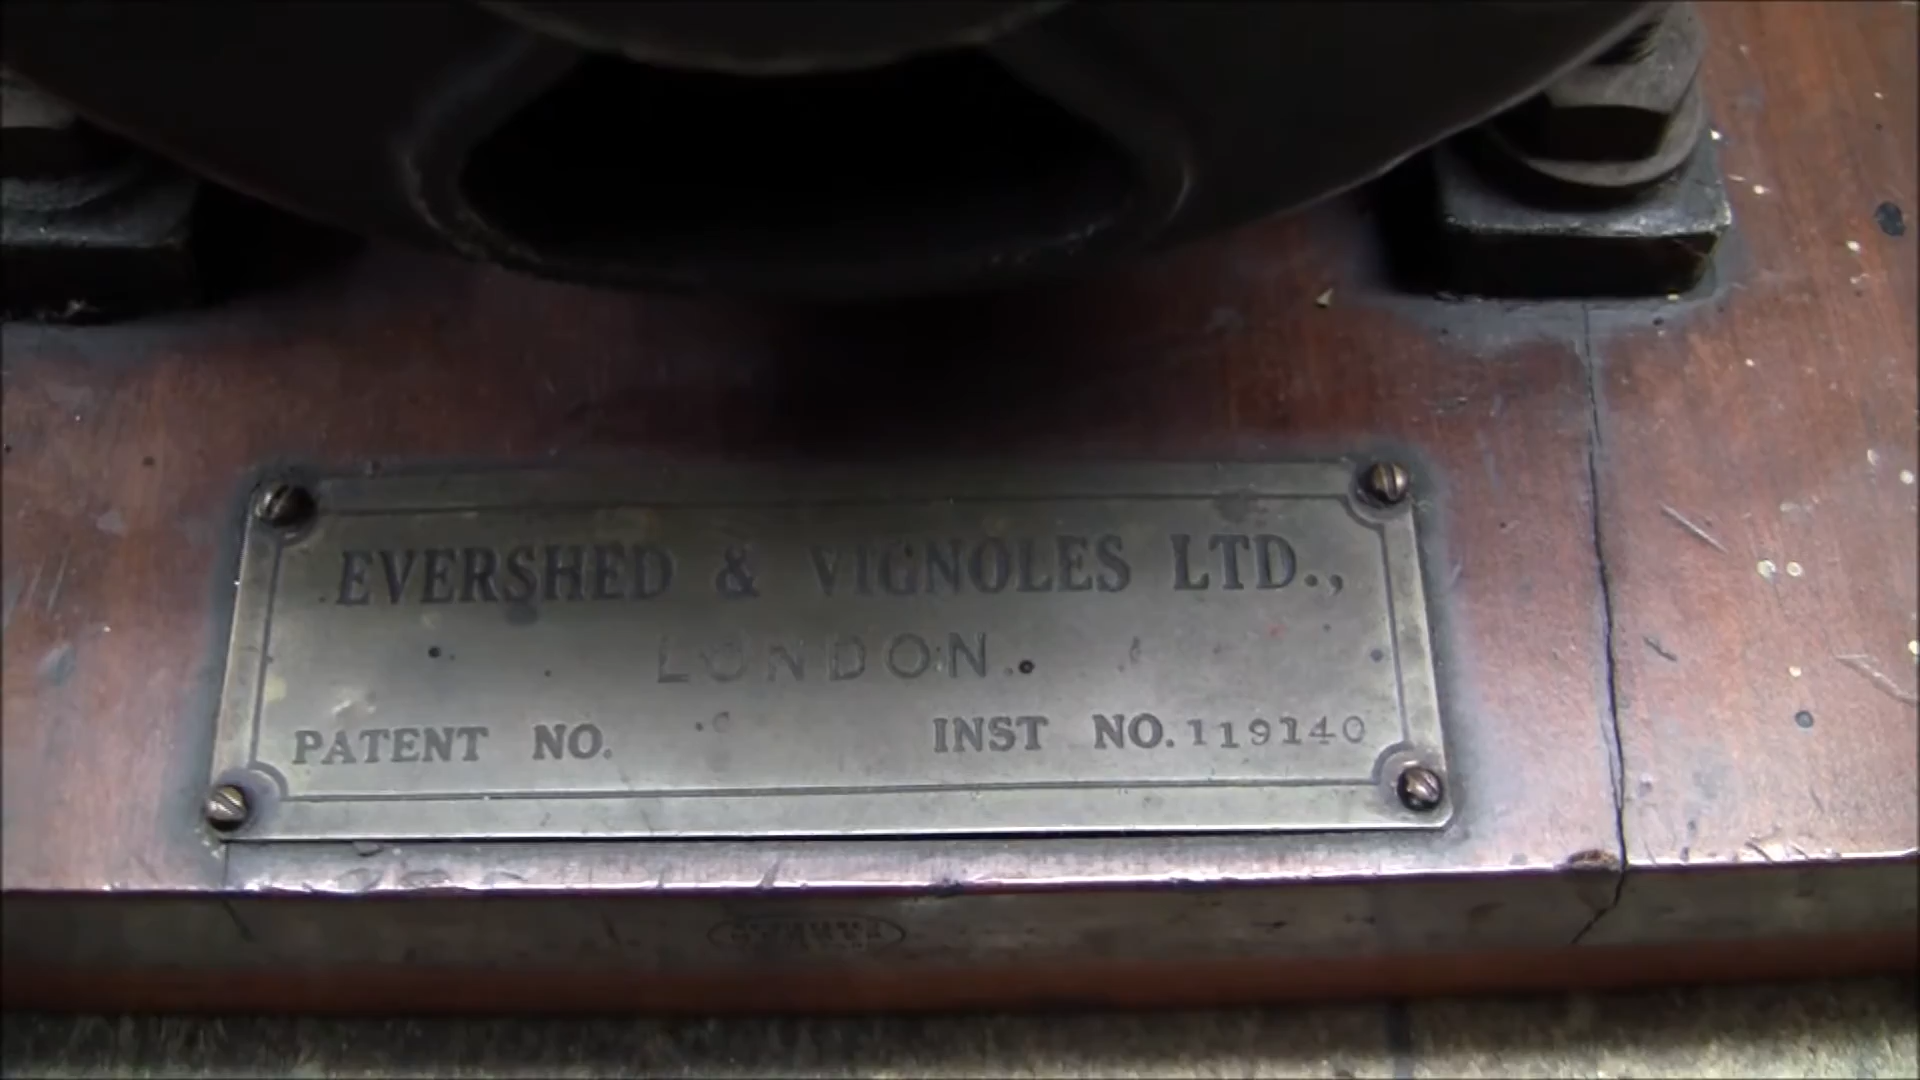 EVERSHED & VIGNOLES LTD.,
LONDON.
PATENT NO. INST NO. 119140